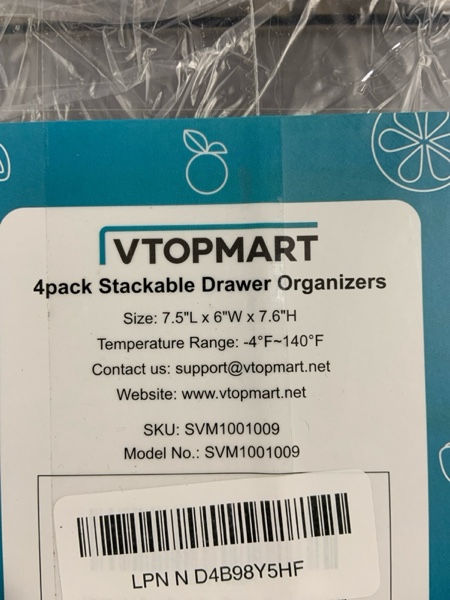 VTOPMART
4pack Stackable Drawer Organizers
Size: 7.5"L x 6"W x 7.6"H
Temperature Range: -4°F~140°F
Contact us: support@vtopmart.net
Website: www.vtopmart.net
SKU: SVM1001009
Model No.: SVM1001009
LPN N D4B98Y5HF